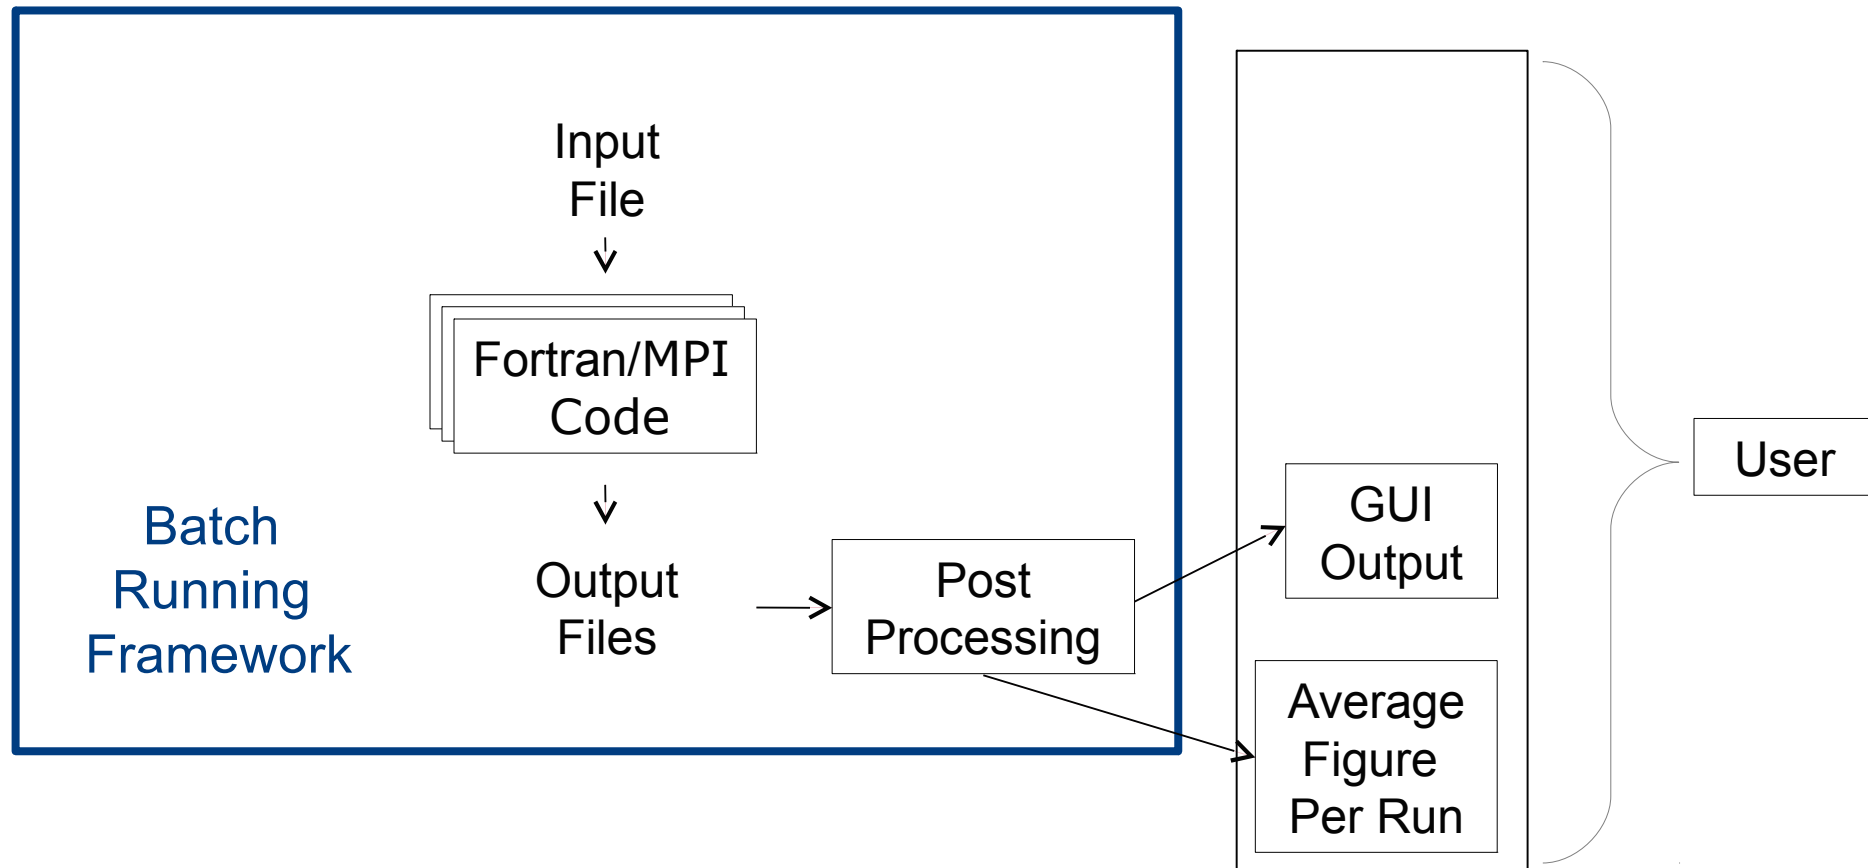 Input
File
Fortran/MPI
Code
Batch
Running
Framework
Output
Files
Post
Processing
GUI
Output
Average
Figure
Per Run
User